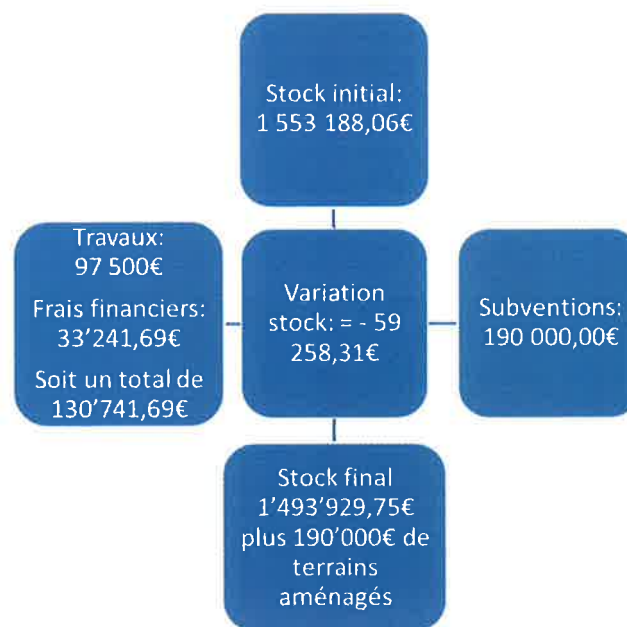 Stock initial:
1 553 188,06€
Travaux:
97 500€
Frais financiers:
33’241,69€
Soit un total de
130’741,69€
Variation
stock: = - 59
258,31€
Subventions:
190 000,00€
Stock final
1’493’929,75€
plus 190’000€ de
terrains
aménagés